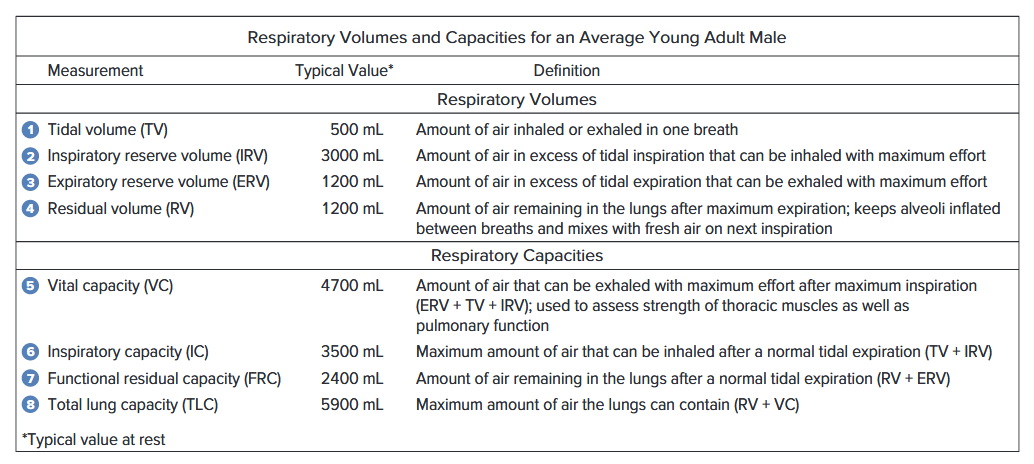 Respiratory Volumes and Capacities for an Average Young Adult Male
Measurement Typical Value* Definition
Respiratory Volumes
1 Tidal volume (TV) 500 mL Amount of air inhaled or exhaled in one breath
2 Inspiratory reserve volume (IRV) 3000 mL Amount of air in excess of tidal inspiration that can be inhaled with maximum effort
3 Expiratory reserve volume (ERV) 1200 mL Amount of air in excess of tidal expiration that can be exhaled with maximum effort
4 Residual volume (RV) 1200 mL Amount of air remaining in the lungs after maximum expiration; keeps alveoli inflated
between breaths and mixes with fresh air on next inspiration
Respiratory Capacities
5 Vital capacity (VC) 4700 mL Amount of air that can be exhaled with maximum effort after maximum inspiration
(ERV + TV + IRV); used to assess strength of thoracic muscles as well as
pulmonary function
6 Inspiratory capacity (IC) 3500 mL Maximum amount of air that can be inhaled after a normal tidal expiration (TV + IRV)
7 Functional residual capacity (FRC) 2400 mL Amount of air remaining in the lungs after a normal tidal expiration (RV + ERV)
8 Total lung capacity (TLC) 5900 mL Maximum amount of air the lungs can contain (RV + VC)
*Typical value at rest